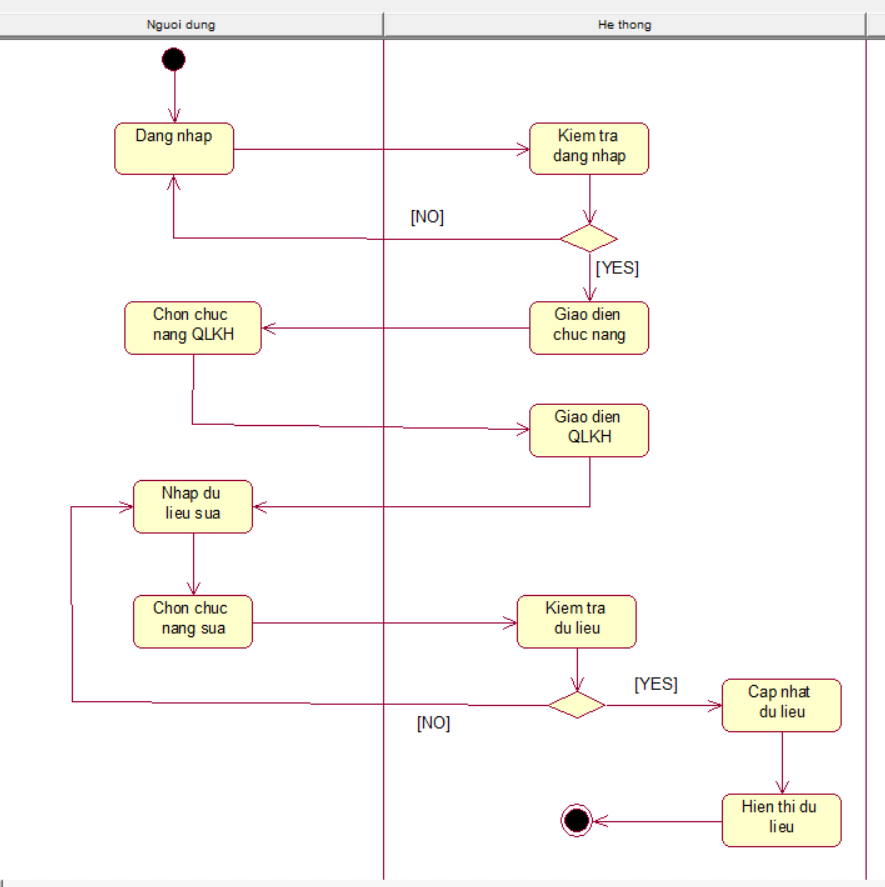 Nguoi dung
He thong
Dang nhap
Kiem tra
dang nhap
[NO]
[YES]
Chon chuc
nang QLKH
Giao dien
chuc nang
Giao dien
QLKH
Nhap du
lieu sua
Chon chuc
nang sua
Kiem tra
du lieu
[YES]
[NO]
Cap nhat
du lieu
Hien thi du
lieu